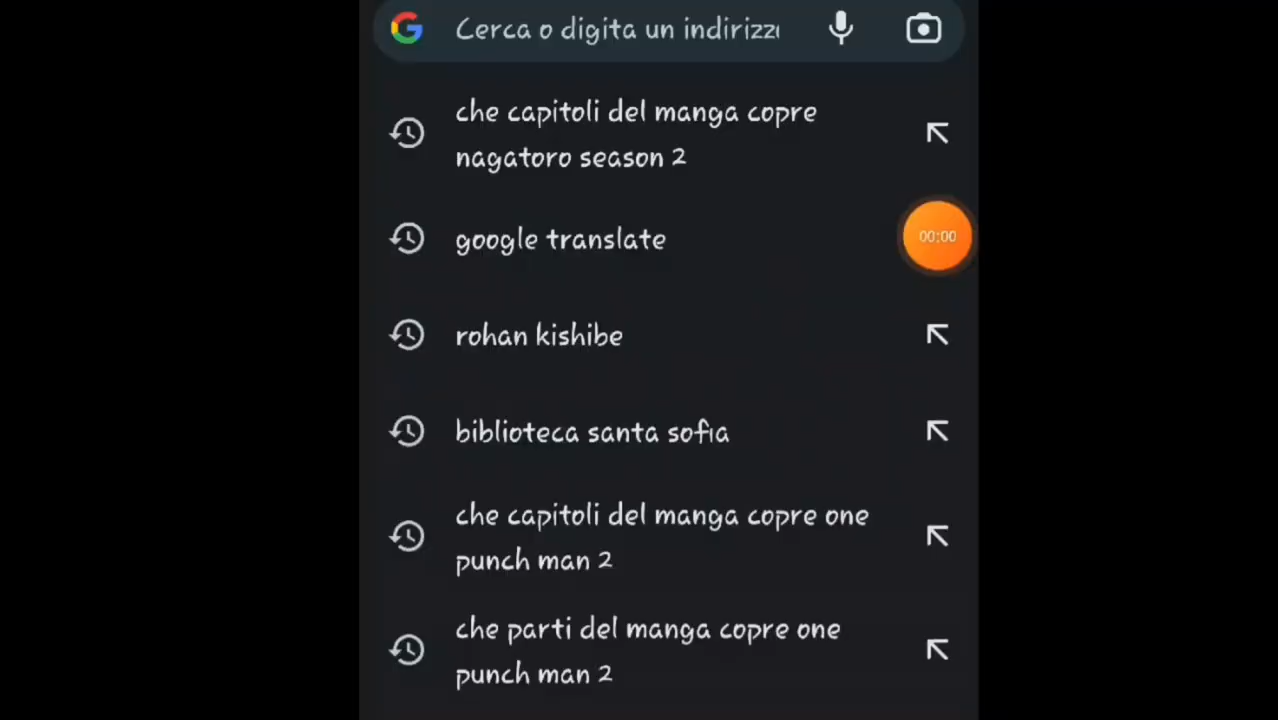 Cerca o digita un indirizz
che capitoli del manga copre
nagatoro season 2
google translate
00:00
rohan kishibe
biblioteca santa sofia
che capitoli del manga copre one
punch man 2
che parti del manga copre one
punch man 2